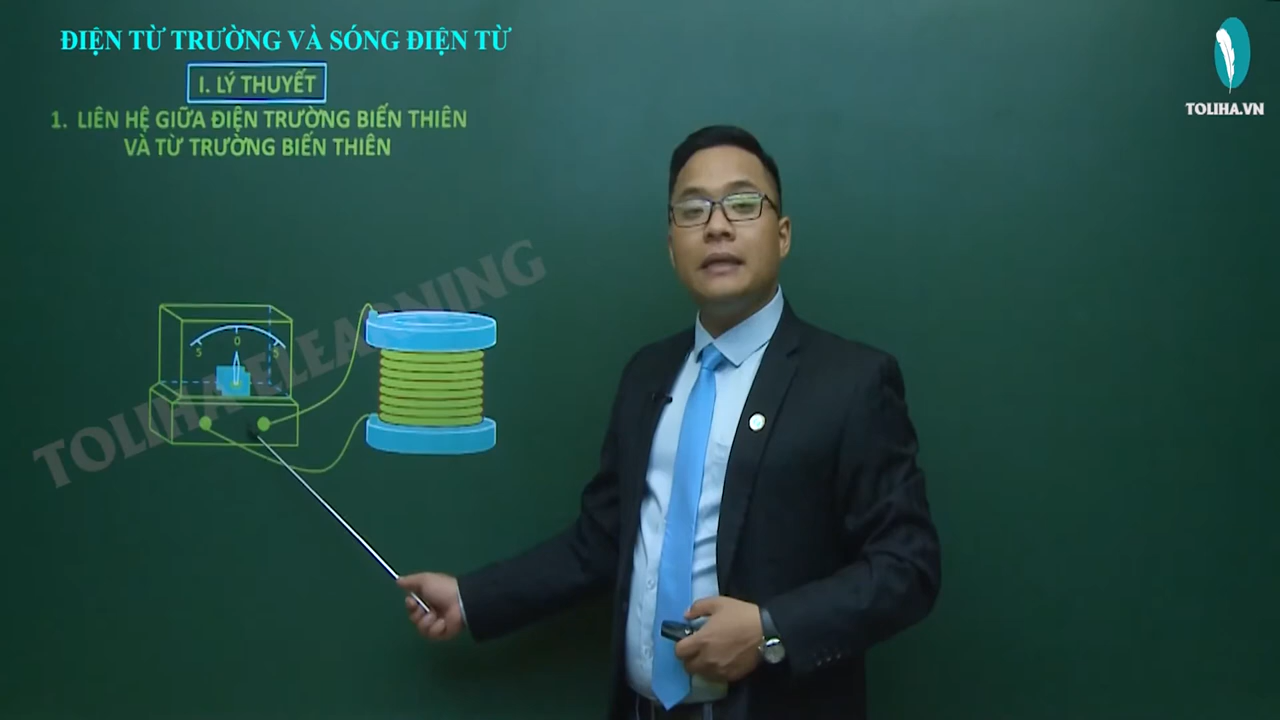 ĐIỆN TỪ TRƯỜNG VÀ SÓNG ĐIỆN TỪ
I. LÝ THUYẾT
1. LIÊN HỆ GIỮA ĐIỆN TRƯỜNG BIẾN THIÊN
VÀ TỪ TRƯỜNG BIẾN THIÊN
TOLIHA.VN
TOLIHA ELEARNING
5 0 5